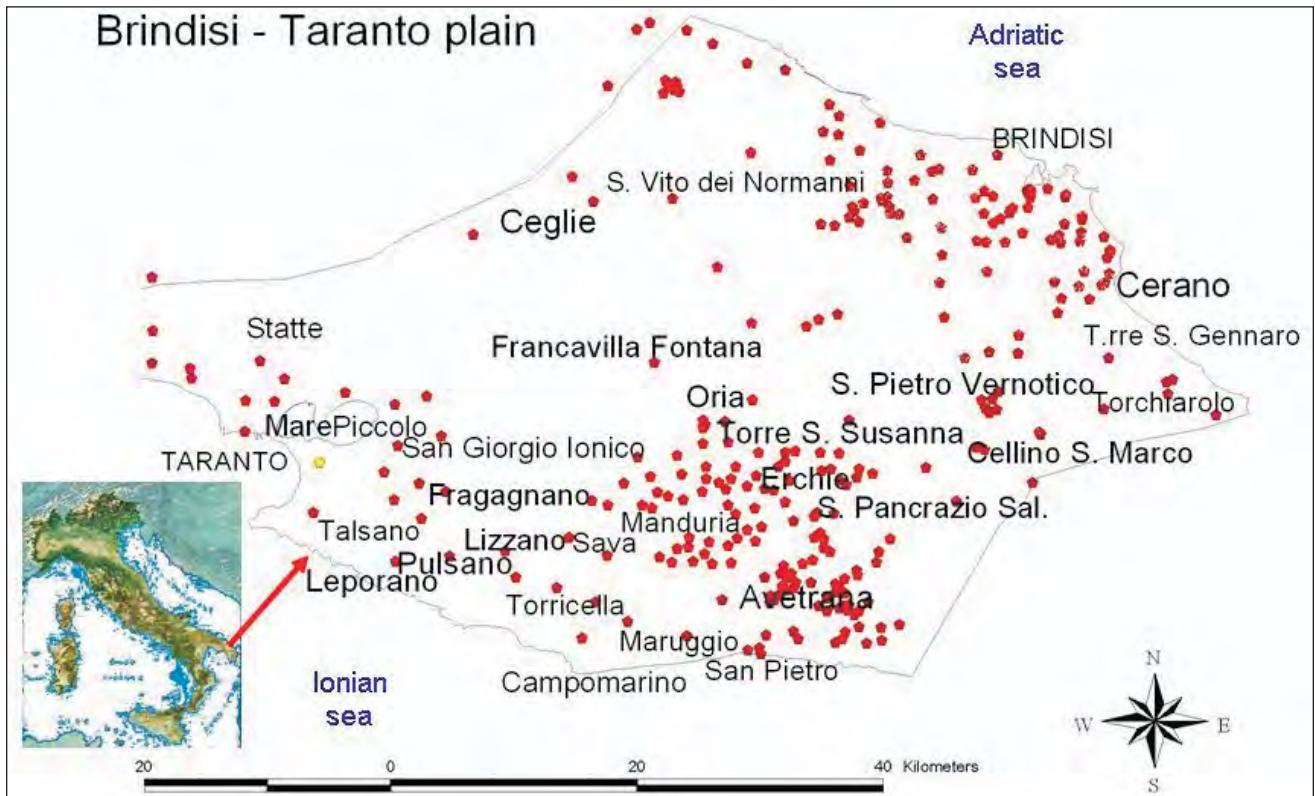 Brindisi - Taranto plain
Adriatic
sea
BRINDISI
S. Vito dei Normanni
Ceglie
Cerano
Statte
T.rre S. Gennaro
Francavilla Fontana
S. Pietro Vernotico
Oria
Torchiarolo
MarePiccolo
Torre S. Susanna
San Giorgio Ionico
Cellino S. Marco
TARANTO
Erchie
Fragagnano
S. Pancrazio Sal.
Manduria
Talsano
Lizzano
Sava
Pulsano
Leporano
Avetrana
Torricella
Maruggio
San Pietro
Campomarino
Ionian
sea
N
W
E
S
20
0
20
40 Kilometers